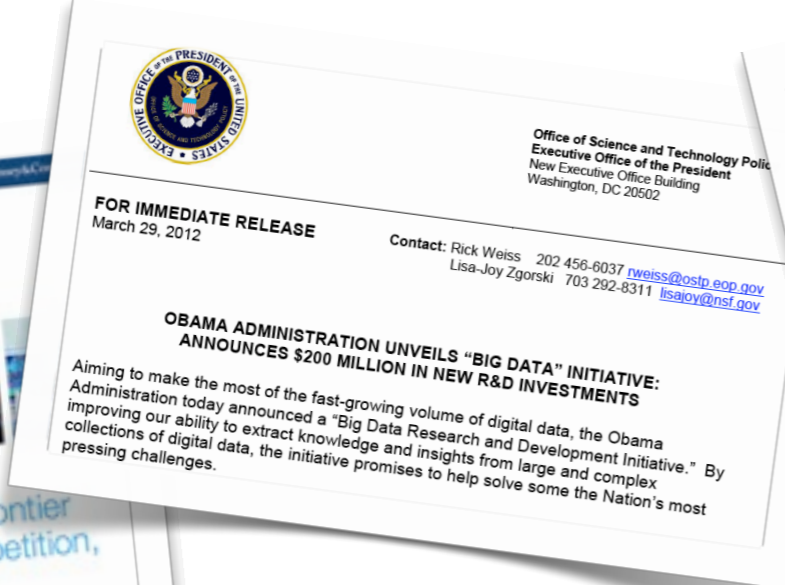 EXECUTIVE OFFICE OF THE PRESIDENT OF THE UNITED STATES
OFFICE OF SCIENCE AND TECHNOLOGY POLICY
Office of Science and Technology Polic
Executive Office of the President
New Executive Office Building
Washington, DC 20502
FOR IMMEDIATE RELEASE
March 29, 2012
Contact: Rick Weiss 202 456-6037 rweiss@ostp.eop.gov
Lisa-Joy Zgorski 703 292-8311 lisajoy@nsf.gov
OBAMA ADMINISTRATION UNVEILS “BIG DATA” INITIATIVE:
ANNOUNCES $200 MILLION IN NEW R&D INVESTMENTS
Aiming to make the most of the fast-growing volume of digital data, the Obama
Administration today announced a “Big Data Research and Development Initiative.” By
improving our ability to extract knowledge and insights from large and complex
collections of digital data, the initiative promises to help solve some the Nation’s most
pressing challenges.
ontier
etition,